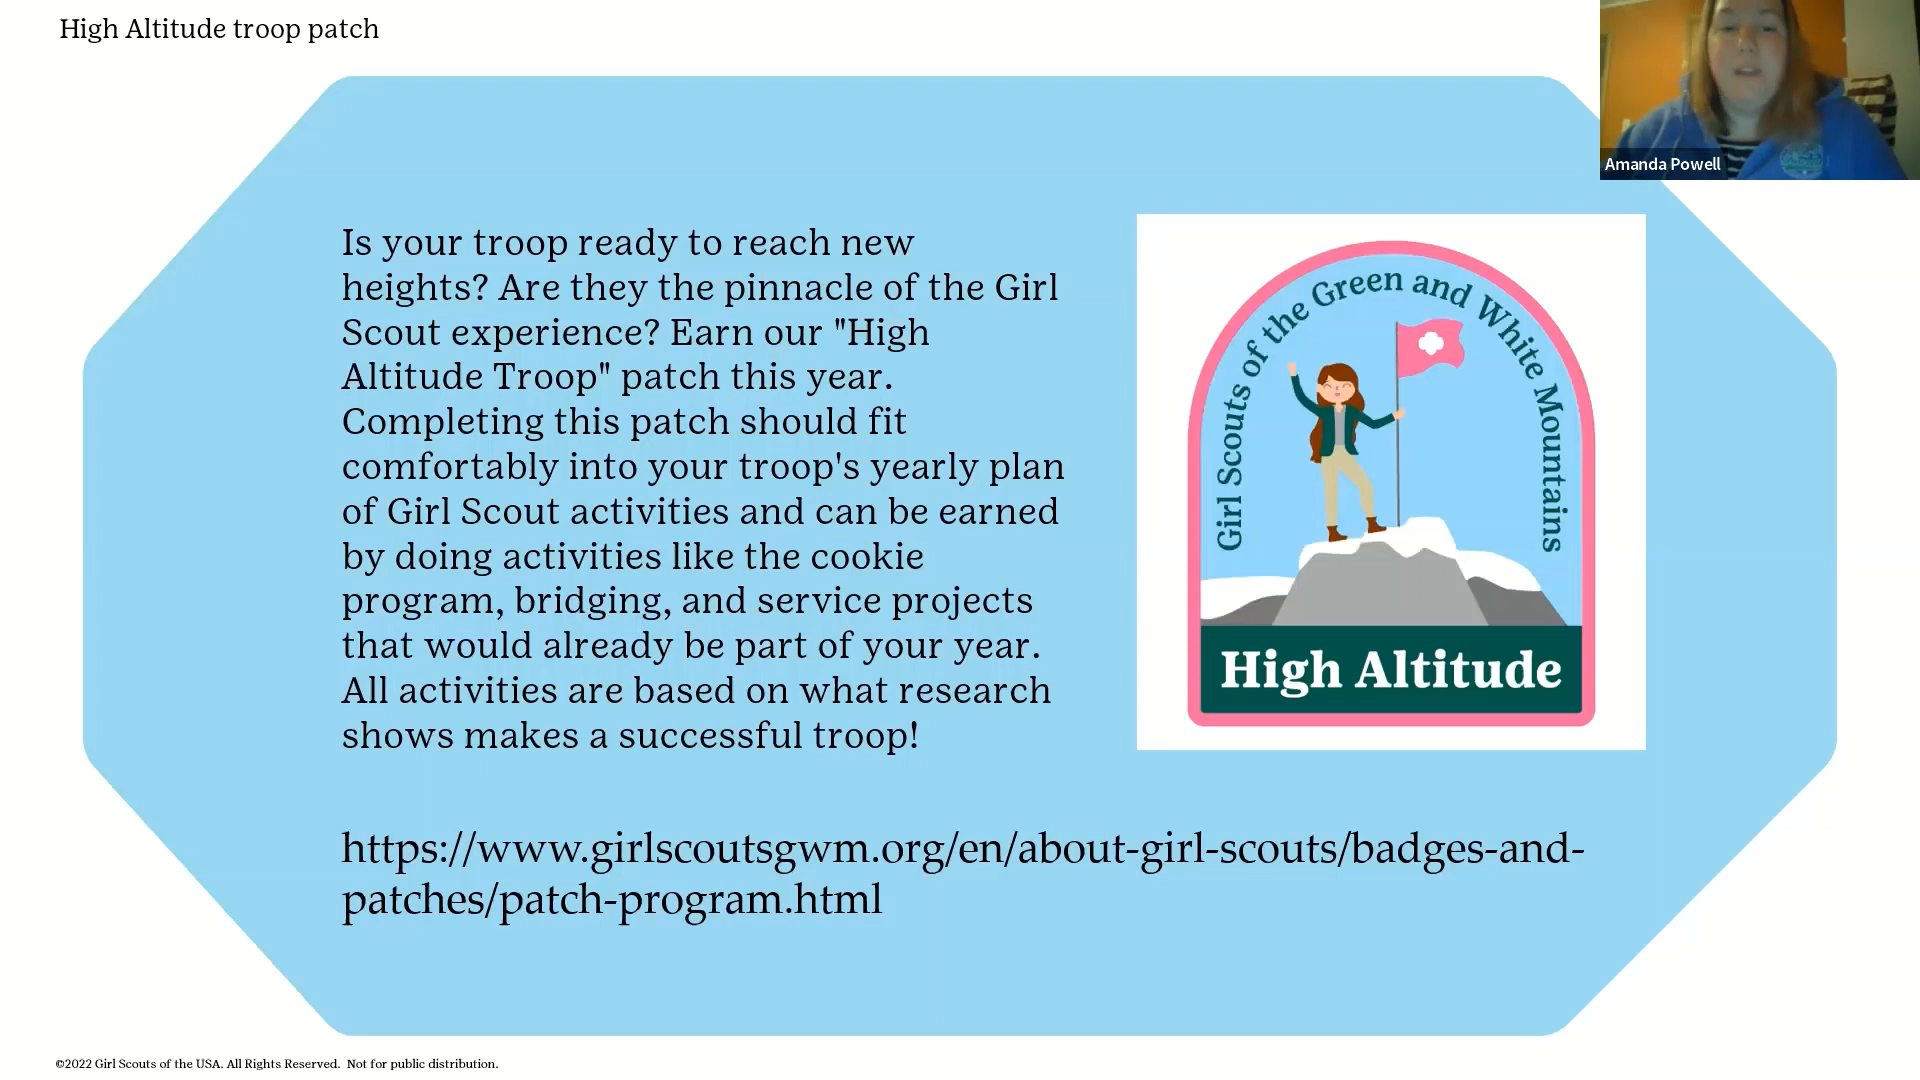 High Altitude troop patch
Amanda Powell
Is your troop ready to reach new
heights? Are they the pinnacle of the Girl
Scout experience? Earn our "High
Altitude Troop" patch this year.
Completing this patch should fit
comfortably into your troop's yearly plan
of Girl Scout activities and can be earned
by doing activities like the cookie
program, bridging, and service projects
that would already be part of your year.
All activities are based on what research
shows makes a successful troop!
Girl Scouts of the Green and White Mountains
High Altitude
https://www.girlscoutsgwm.org/en/about-girl-scouts/badges-and-
patches/patch-program.html
©2022 Girl Scouts of the USA. All Rights Reserved. Not for public distribution.